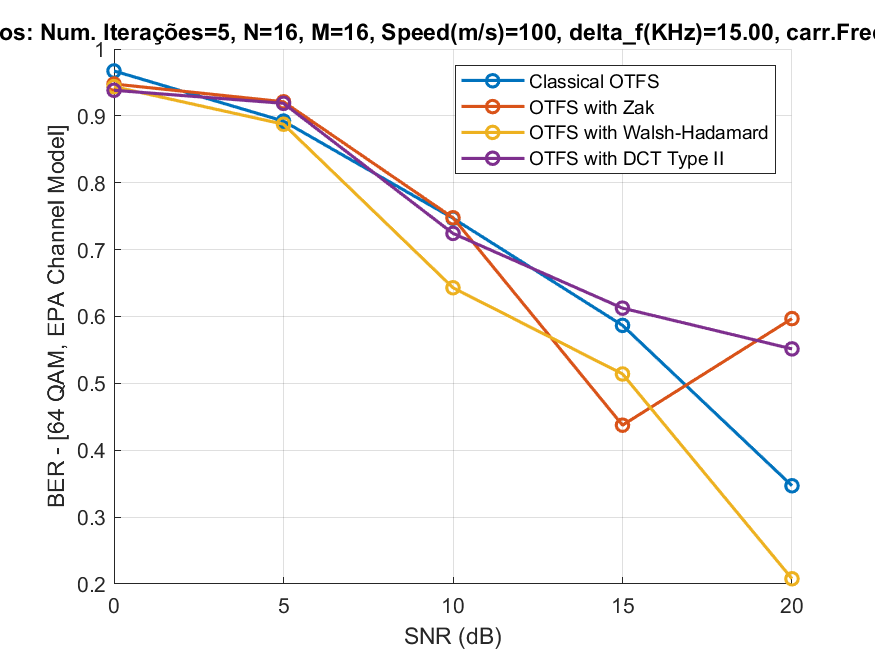 os: Num. Iterações=5, N=16, M=16, Speed(m/s)=100, delta_f(KHz)=15.00, carr.Fre
1
0.9
0.8
0.7
0.6
0.5
0.4
0.3
0.2
BER - [64 QAM, EPA Channel Model]
Classical OTFS
OTFS with Zak
OTFS with Walsh-Hadamard
OTFS with DCT Type II
0 5 10 15 20
SNR (dB)